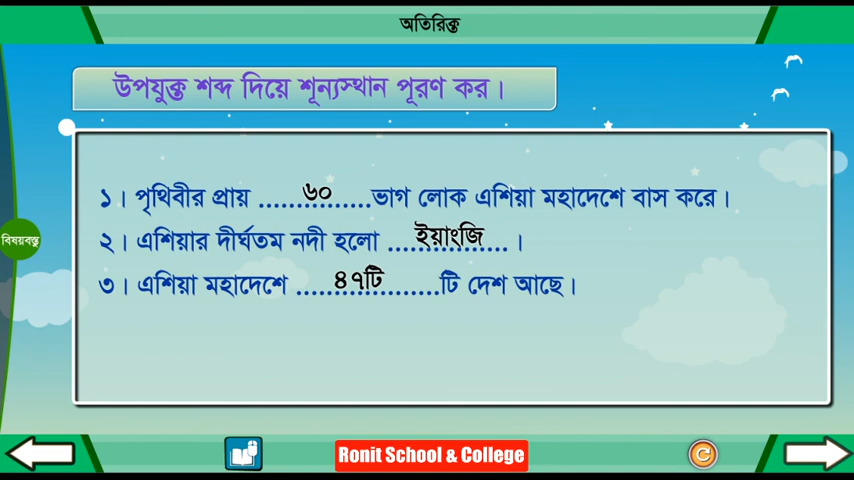 অতিরিক্ত
উপযুক্ত শব্দ দিয়ে শূন্যস্থান পূরণ কর।
১। পৃথিবীর প্রায় ......৬০......ভাগ লোক এশিয়া মহাদেশে বাস করে।
২। এশিয়ার দীর্ঘতম নদী হলো ......ইয়াংজি...... ।
বিষয়বস্তু
৩। এশিয়া মহাদেশে ......৪৭টি......টি দেশ আছে।
Ronit School & College